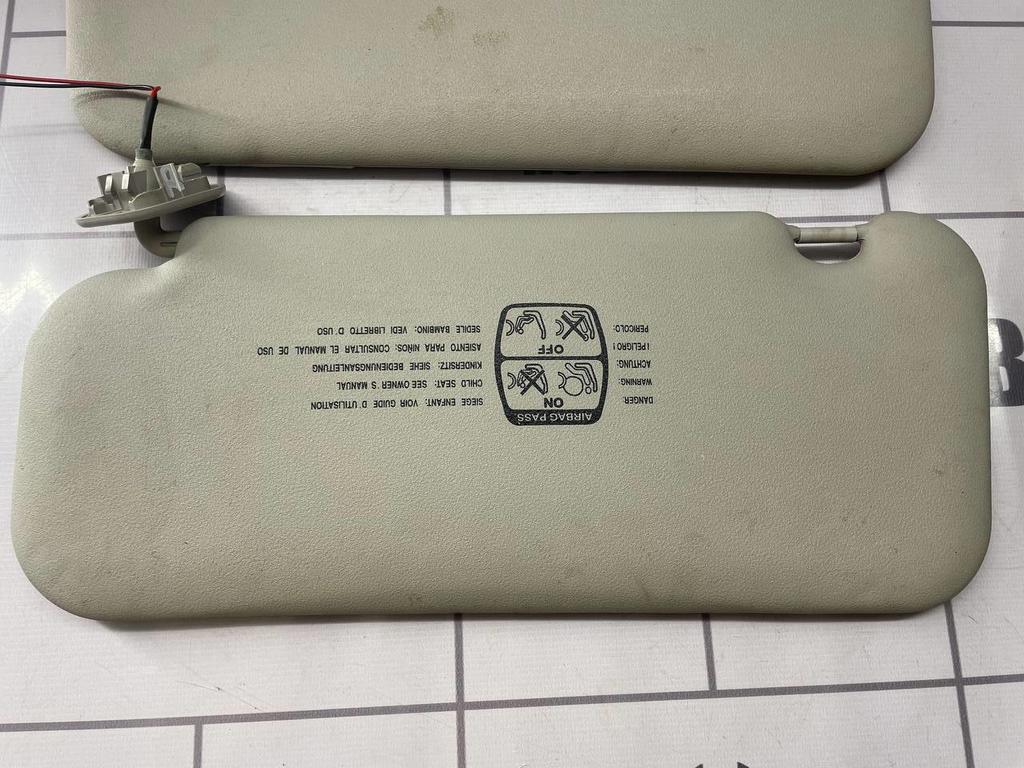 AIRBAG PASS.
DANGER: ON SIEGE ENFANT: VOIR GUIDE D'UTILISATION
WARNING: CHILD SEAT: SEE OWNER'S MANUAL
ACHTUNG: KINDERSITZ: SIEHE BEDIENUNGSANLEITUNG
¡PELIGRO! OFF ASIENTO PARA NIÑOS: CONSULTAR EL MANUAL DE USO
PERICOLO: SEDILE BAMBINO: VEDI LIBRETTO D'USO